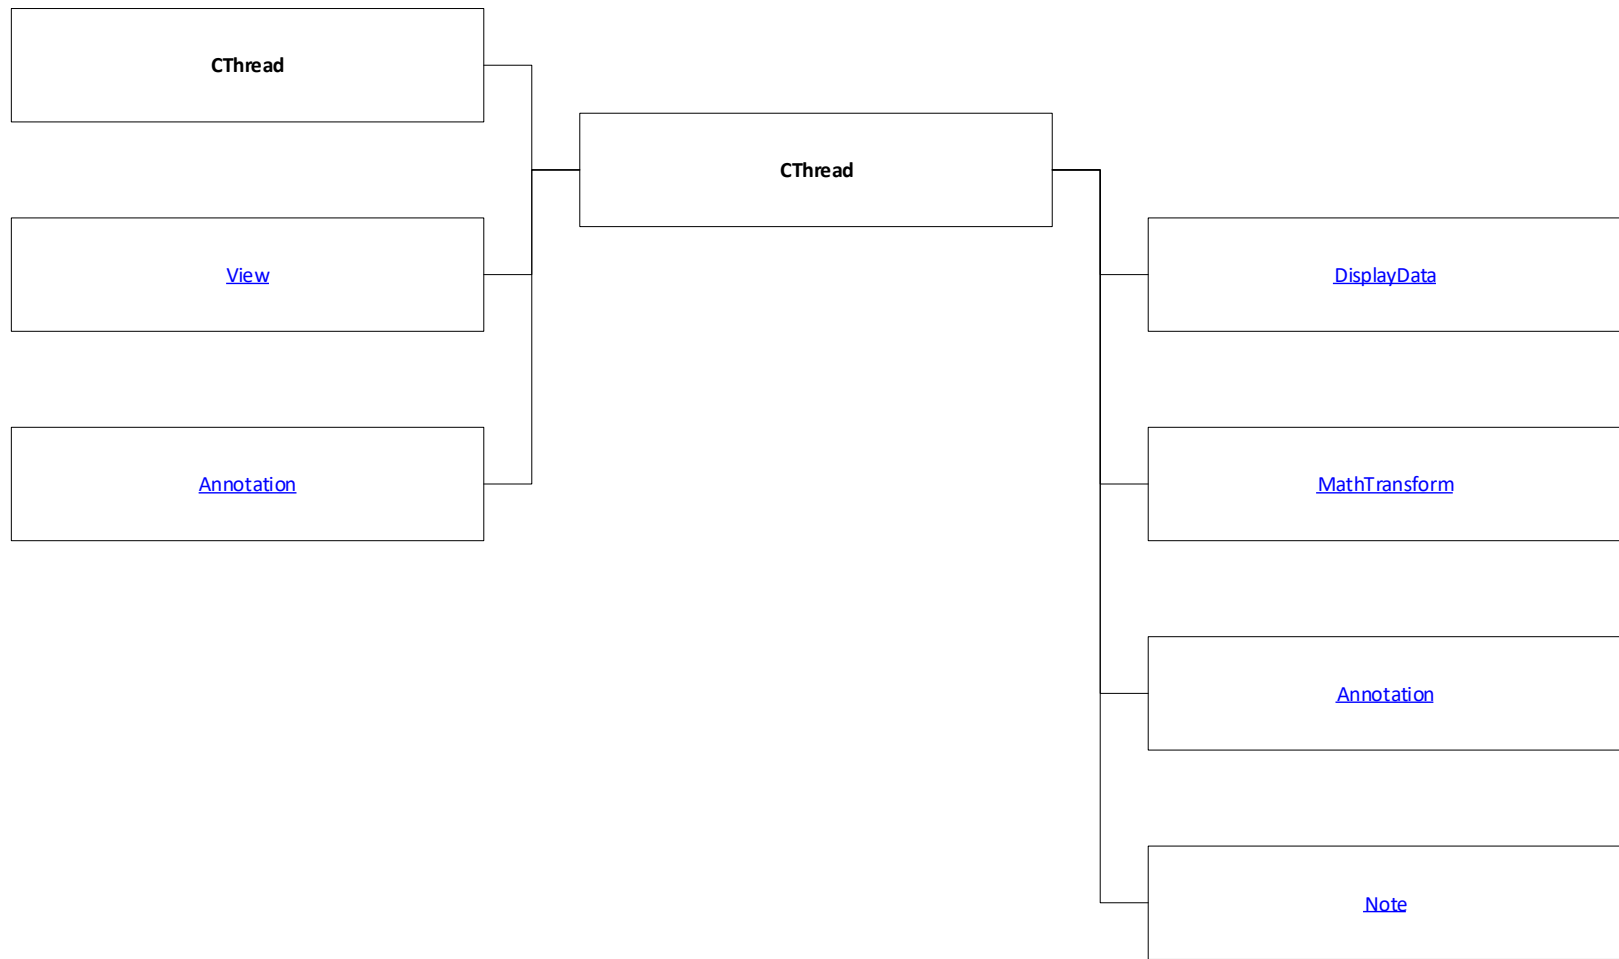 CThread
CThread
View
DisplayData
Annotation
MathTransform
Annotation
Note